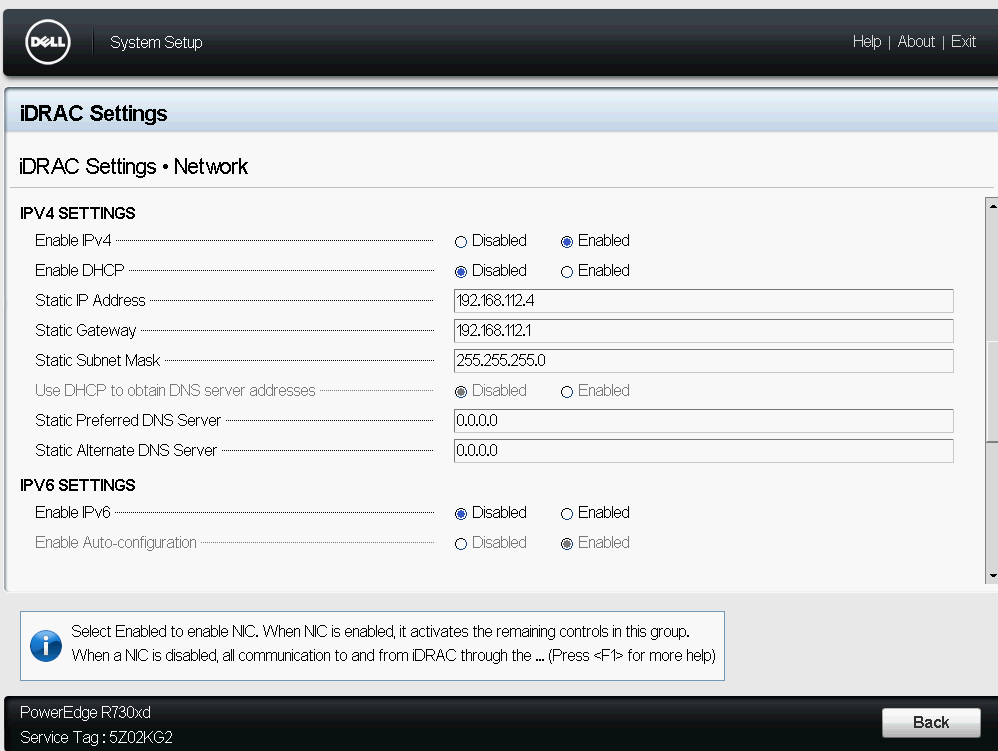 DELL
System Setup
Help | About | Exit
iDRAC Settings
iDRAC Settings • Network
IPV4 SETTINGS
Enable IPv4 Disabled Enabled
Enable DHCP Disabled Enabled
Static IP Address 192.168.112.4
Static Gateway 192.168.112.1
Static Subnet Mask 255.255.255.0
Use DHCP to obtain DNS server addresses Disabled Enabled
Static Preferred DNS Server 0.0.0.0
Static Alternate DNS Server 0.0.0.0
IPV6 SETTINGS
Enable IPv6 Disabled Enabled
Enable Auto-configuration Disabled Enabled
Select Enabled to enable NIC. When NIC is enabled, it activates the remaining controls in this group.
When a NIC is disabled, all communication to and from iDRAC through the ... (Press <F1> for more help)
PowerEdge R730xd
Service Tag : 5Z02KG2
Back